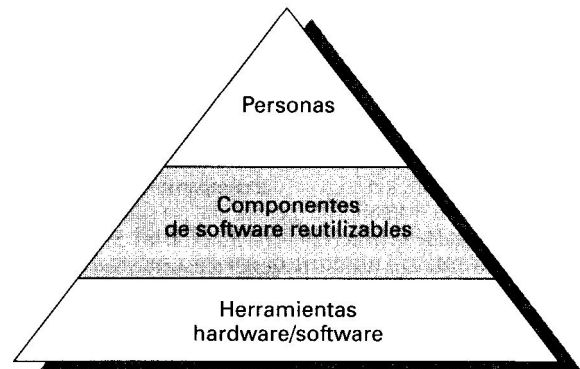 Personas
Componentes
de software reutilizables
Herramientas
hardware/software